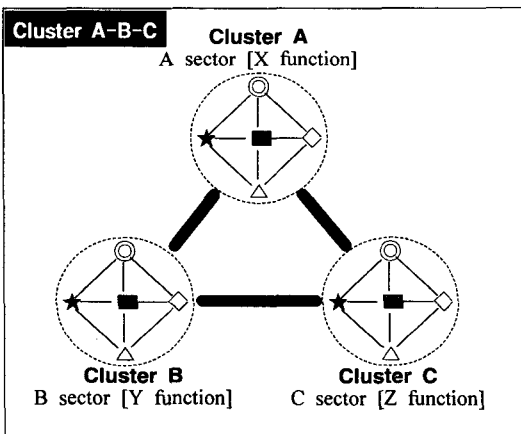 Cluster A-B-C
Cluster A
A sector [X function]
Cluster B
B sector [Y function]
Cluster C
C sector [Z function]